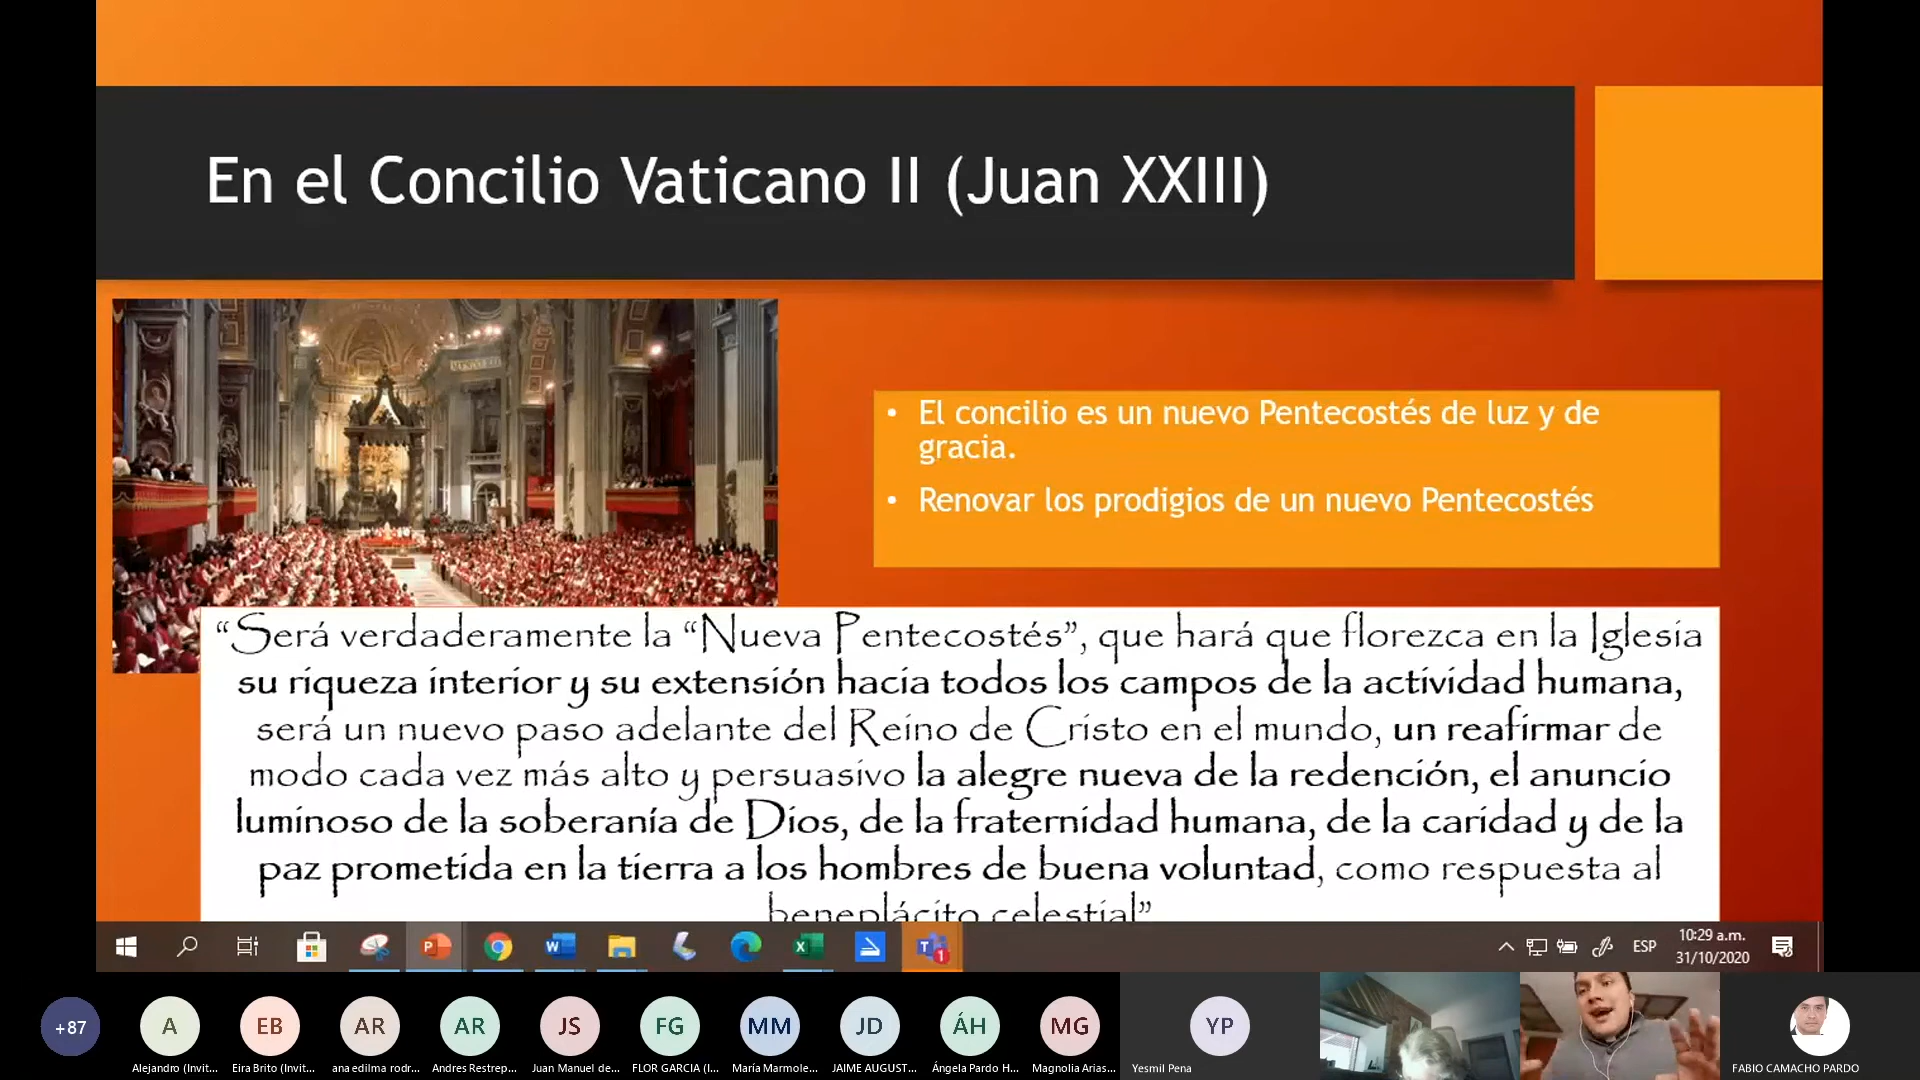 En el Concilio Vaticano II (Juan XXIII)
• El concilio es un nuevo Pentecostés de luz y de
gracia.
• Renovar los prodigios de un nuevo Pentecostés
“Será verdaderamente la “Nueva Pentecostés”, que hará que florezca en la Iglesia
su riqueza interior y su extensión hacia todos los campos de la actividad humana,
será un nuevo paso adelante del Reino de Cristo en el mundo, un reafirmar de
modo cada vez más alto y persuasivo la alegre nueva de la redención, el anuncio
luminoso de la soberanía de Dios, de la fraternidad humana, de la caridad y de la
paz prometida en la tierra a los hombres de buena voluntad, como respuesta al
beneplácito celestial”
ESP
10:29 a.m.
31/10/2020
1
+87
A
EB
AR
AR
JS
FG
MM
JD
ÁH
MG
YP
Alejandro (Invit...
Eira Brito (Invit...
ana edilma rodr...
Andres Restrep...
Juan Manuel de...
FLOR GARCIA (I...
María Marmole...
JAIME AUGUST...
Ángela Pardo H...
Magnolia Arias...
Yesmil Pena
FABIO CAMACHO PARDO